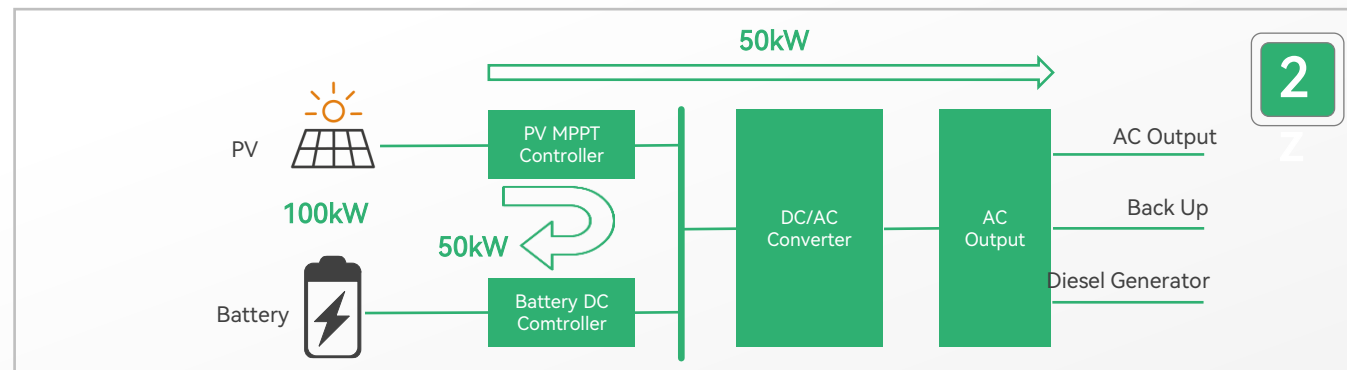 50kW
2
z
PV
PV MPPT
Controller
AC Output
100kW
50kW
DC/AC
Converter
AC
Output
Back Up
Battery
Battery DC
Comtroller
Diesel Generator